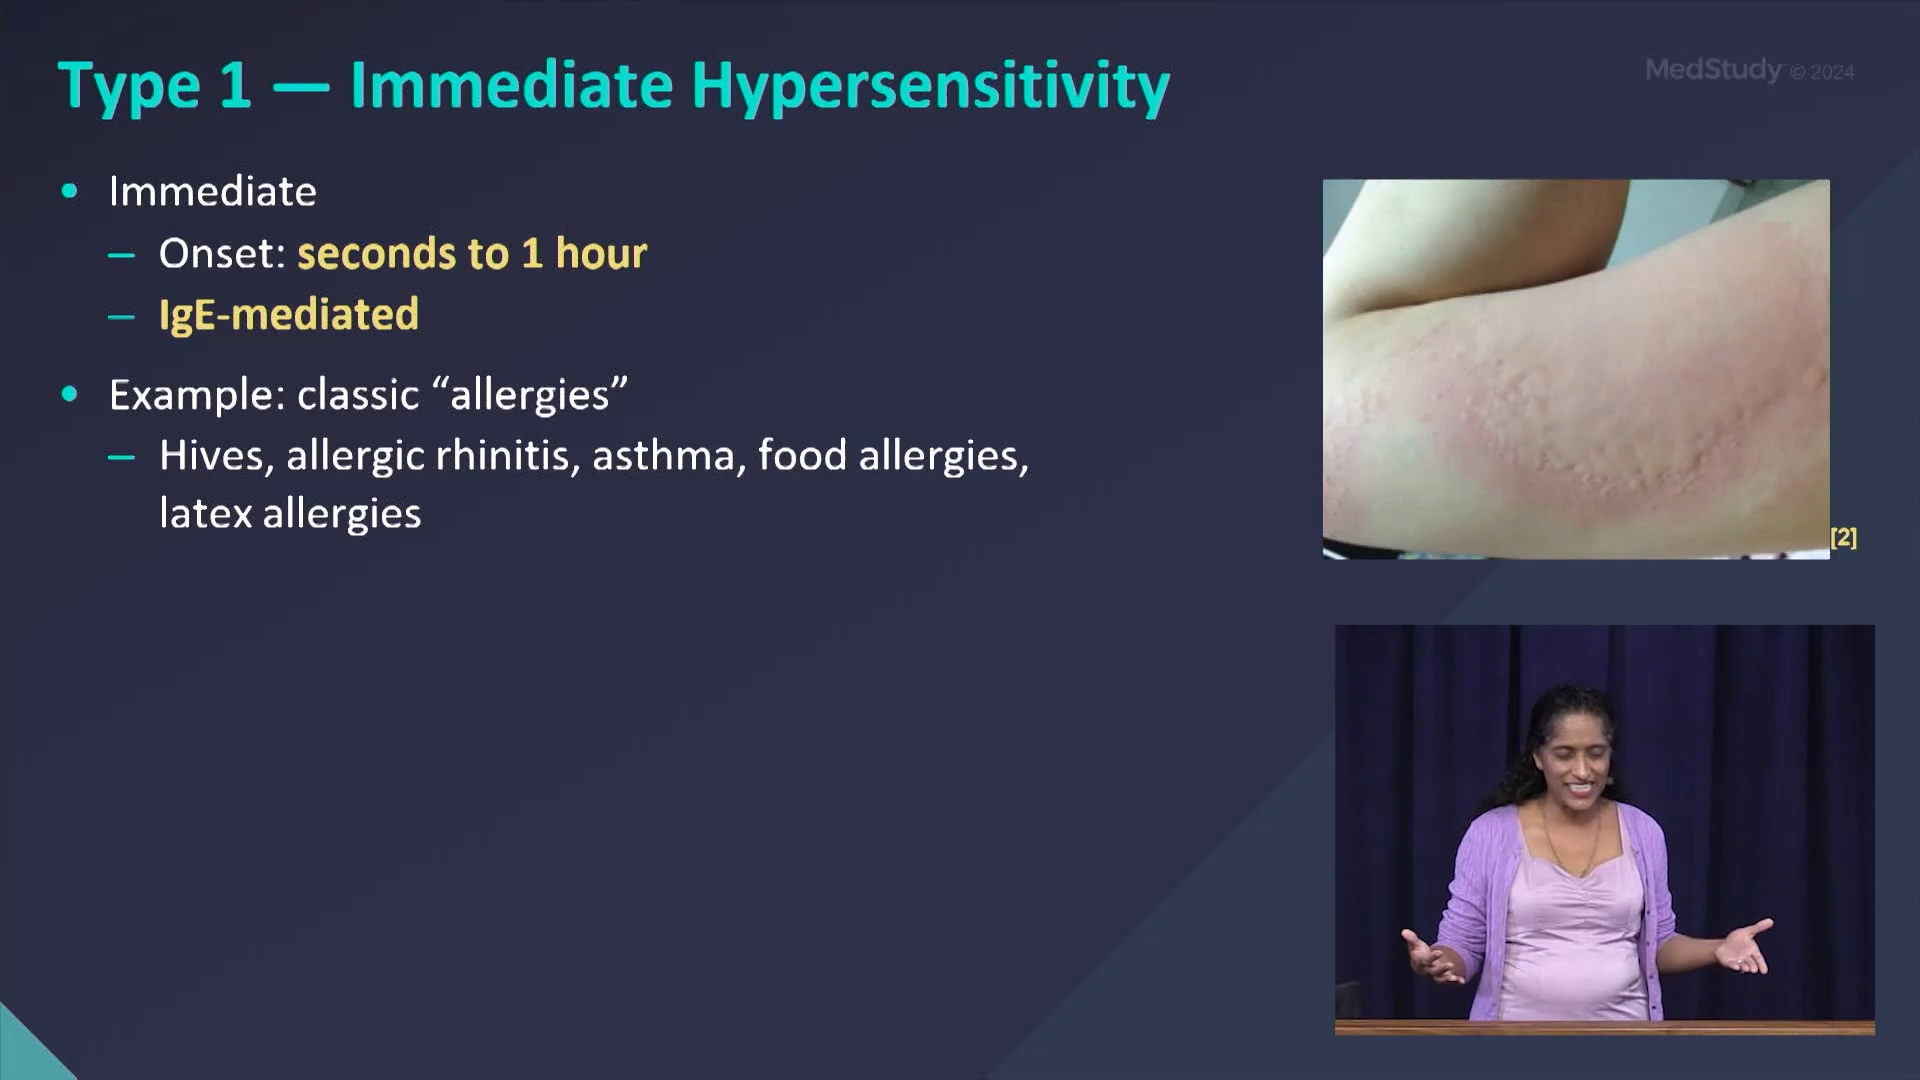 Type 1 — Immediate Hypersensitivity
MedStudy © 2024
• Immediate
– Onset: seconds to 1 hour
– IgE-mediated
• Example: classic “allergies”
– Hives, allergic rhinitis, asthma, food allergies,
latex allergies
[2]